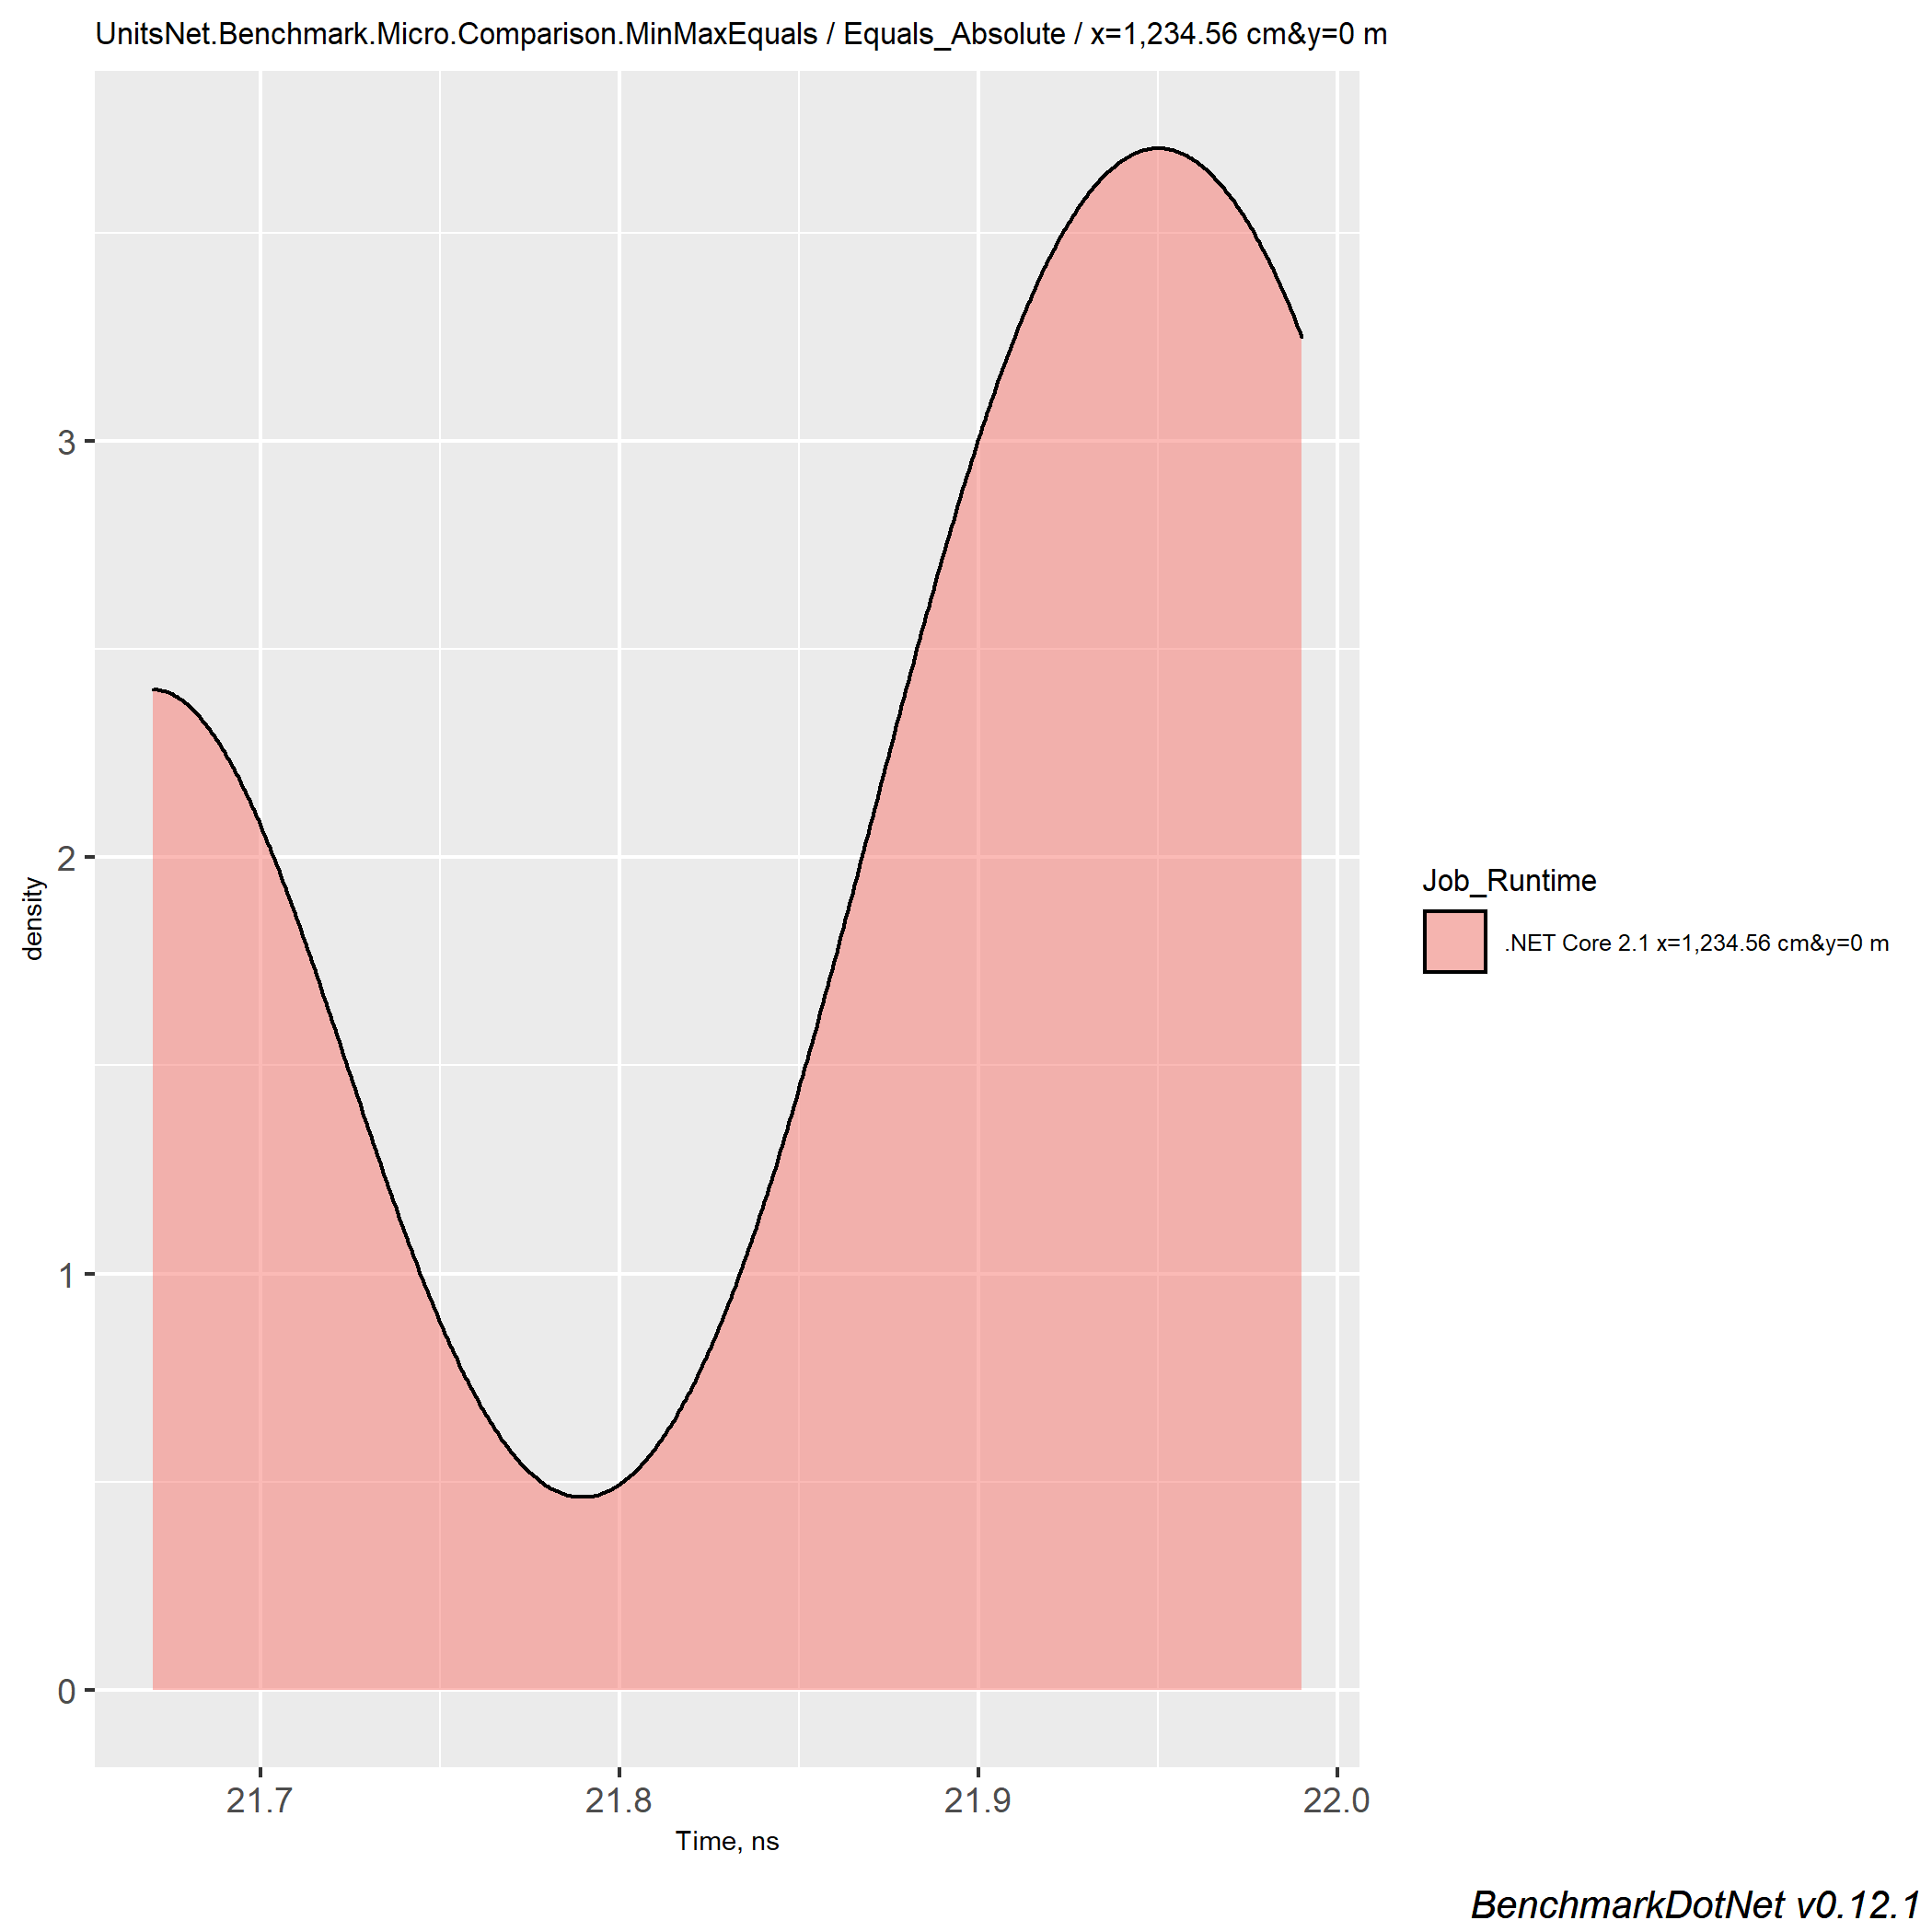 UnitsNet.Benchmark.Micro.Comparison.MinMaxEquals / Equals_Absolute / x=1,234.56 cm&y=0 m
3
2
1
0
density
21.7 21.8 21.9 22.0
Time, ns
Job_Runtime
.NET Core 2.1 x=1,234.56 cm&y=0 m
BenchmarkDotNet v0.12.1